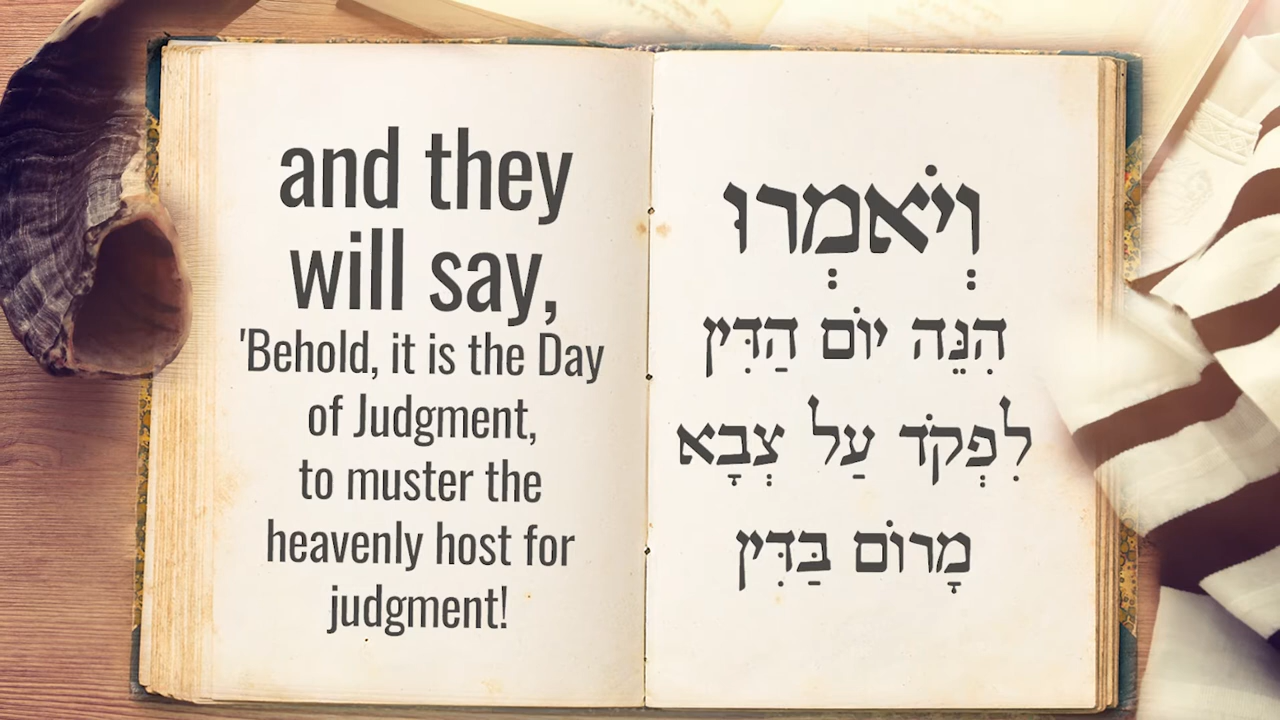 and they
will say,
'Behold, it is the Day
of Judgment,
to muster the
heavenly host for
judgment!
וְיֹאמְרוּ
הִנֵּה יוֹם הַדִּין
לִפְקֹד עַל צְבָא
מָרוֹם בַּדִּין